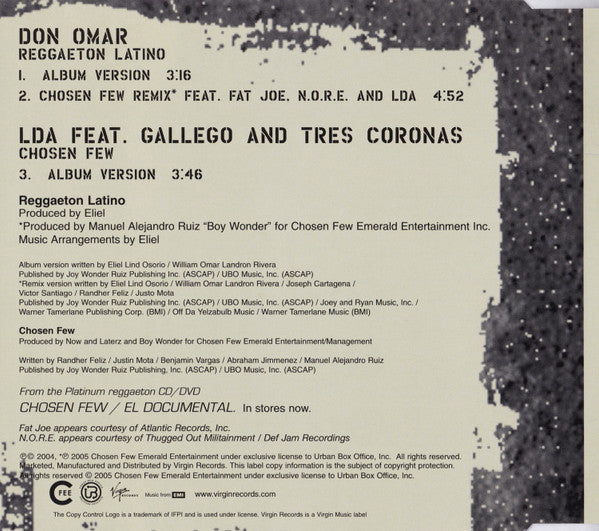 DON OMAR
REGGAETON LATINO
1. ALBUM VERSION 3:16
2. CHOSEN FEW REMIX* FEAT. FAT JOE, N.O.R.E. AND LDA 4:52
LDA FEAT. GALLEGO AND TRES CORONAS
CHOSEN FEW
3. ALBUM VERSION 3:46
Reggaeton Latino
Produced by Eliel
*Produced by Manuel Alejandro Ruiz "Boy Wonder" for Chosen Few Emerald Entertainment Inc.
Music Arrangements by Eliel
Album version written by Eliel Lind Osorio / William Omar Landron Rivera
Published by Joy Wonder Ruiz Publishing Inc. (ASCAP) / UBO Music, Inc. (ASCAP)
*Remix version written by Eliel Lind Osorio / William Omar Landron Rivera / Joseph Cartagena /
Victor Santiago / Randher Feliz / Justo Mota
Published by Joy Wonder Ruiz Publishing Inc. (ASCAP) / UBO Music, Inc. (ASCAP) / Joey and Ryan Music, Inc. /
Warner Tamerlane Publishing Corp. (BMI) / Off Da Yelzabulb Music / Warner Tamerlane Music (BMI)
Chosen Few
Produced by Now and Laterz and Boy Wonder for Chosen Few Emerald Entertainment/Management
Written by Randher Feliz / Justin Mota / Benjamin Vargas / Abraham Jimmenez / Manuel Alejandro Ruiz
Published by Joy Wonder Ruiz Publishing, Inc. (ASCAP) / UBO Music, Inc. (ASCAP)
From the Platinum reggaeton CD/DVD
CHOSEN FEW / EL DOCUMENTAL. In stores now.
Fat Joe appears courtesy of Atlantic Records, Inc.
N.O.R.E. appears courtesy of Thugged Out Militainment / Def Jam Recordings
℗© 2004, *℗ 2005 Chosen Few Emerald Entertainment under exclusive license to Urban Box Office, Inc. All rights reserved.
Marketed, Manufactured and Distributed by Virgin Records. This label copy information is the subject of copyright protection.
All rights reserved © 2005 Chosen Few Emerald Entertainment under exclusive license to Urban Box Office, Inc.
C FEE Virgin RECORDS Music from EMI www.virginrecords.com
The Copy Control Logo is a trademark of IFPI and is used under license. Virgin Records is a Virgin Music label